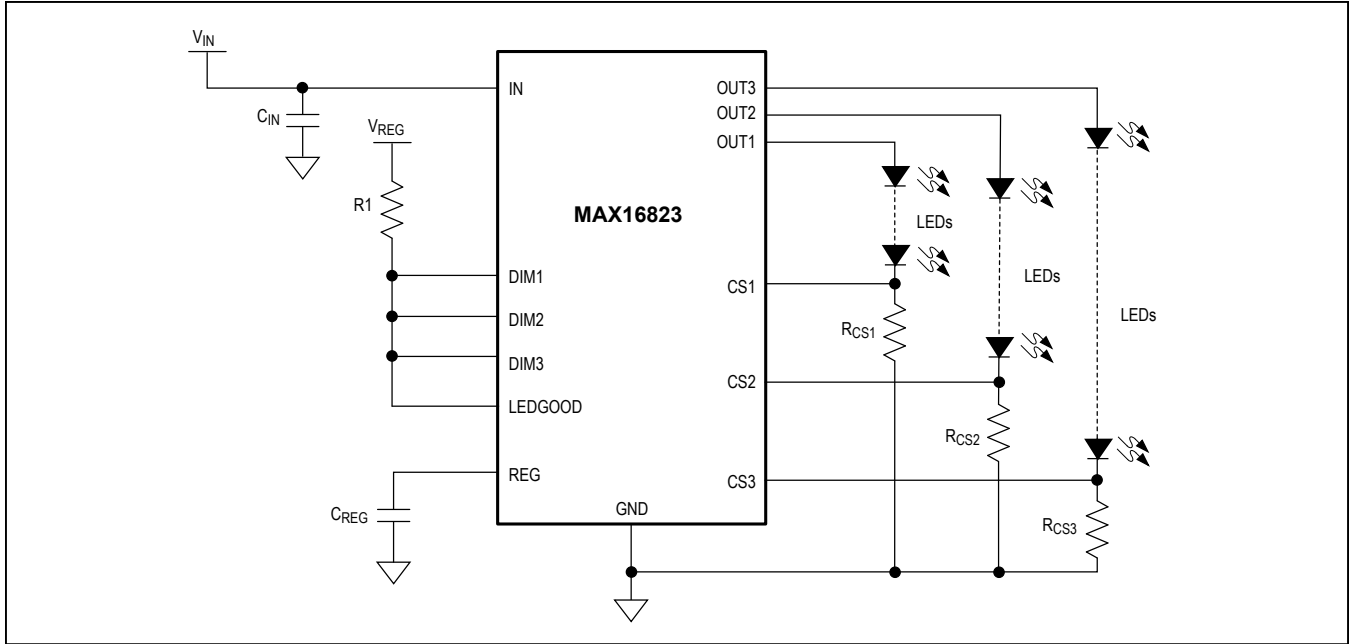 VIN
CIN
VREG
R1
MAX16823
IN
DIM1
DIM2
DIM3
LEDGOOD
REG
CREG
GND
OUT3
OUT2
OUT1
CS1
CS2
CS3
LEDs
LEDs
LEDs
RCS1
RCS2
RCS3